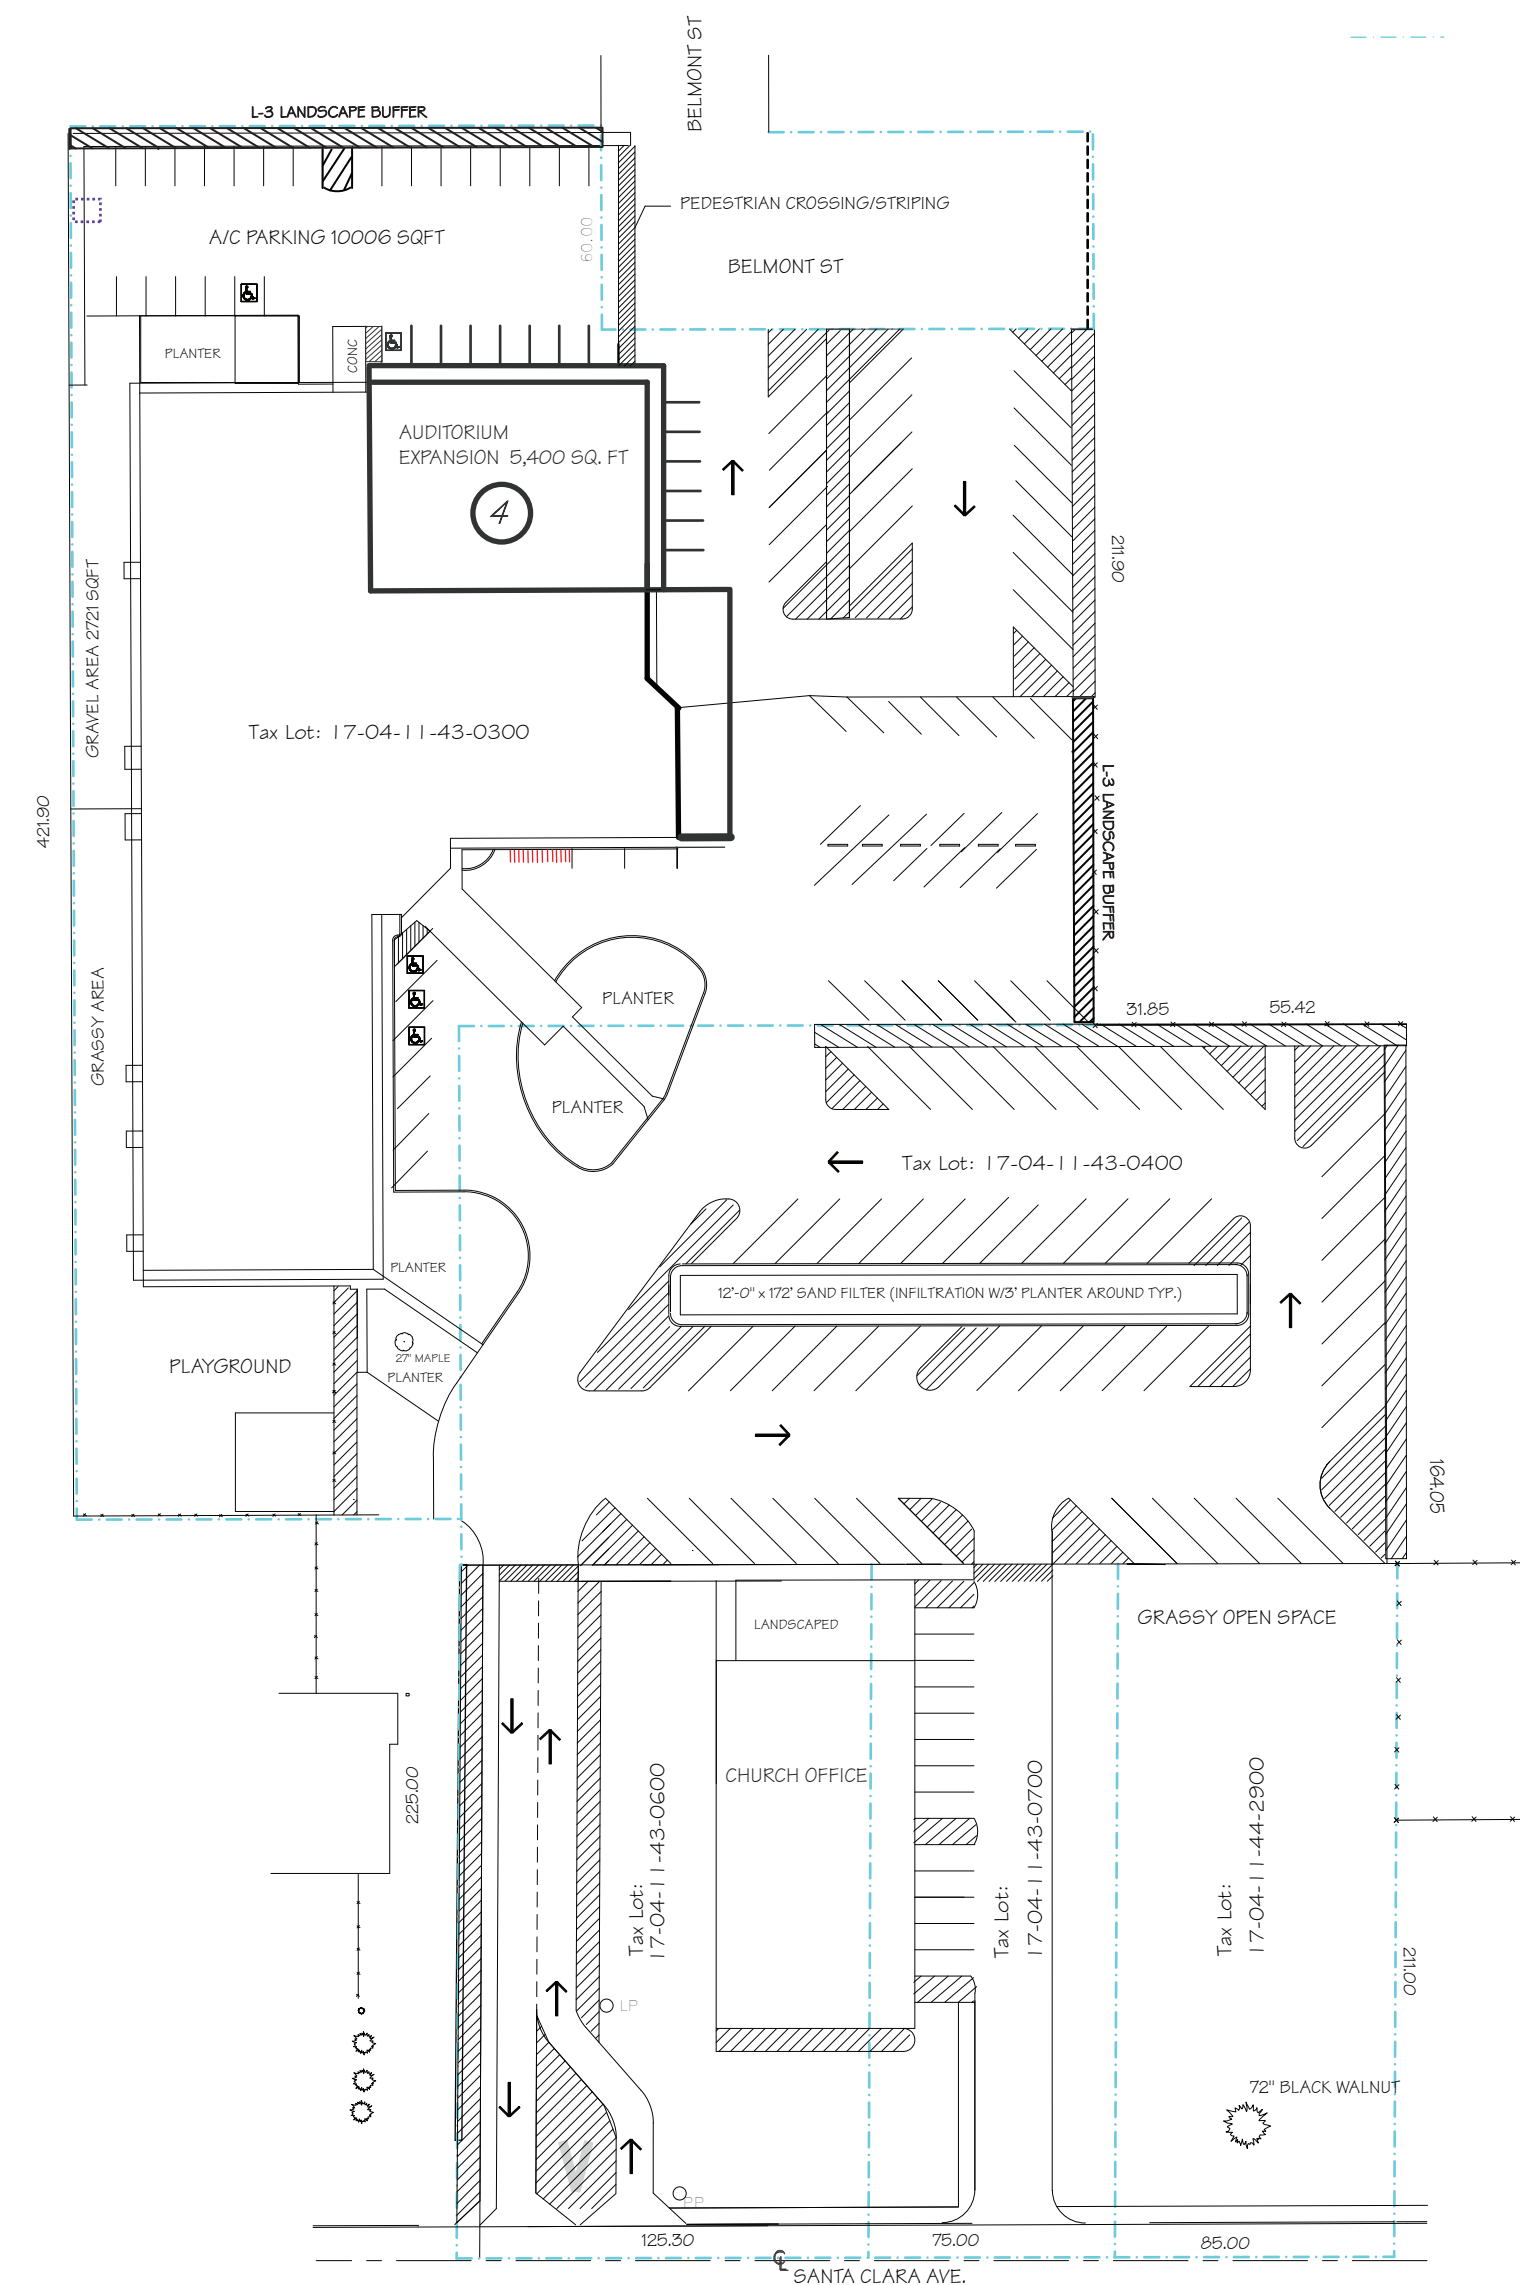 BELMONT ST
L-3 LANDSCAPE BUFFER
PEDESTRIAN CROSSING/STRIPING
A/C PARKING 10006 SQFT
60.00
BELMONT ST
PLANTER
CONC
AUDITORIUM
EXPANSION 5,400 SQ. FT
4
211.90
GRAVEL AREA 2721 SQFT
Tax Lot: 17-04-11-43-0300
421.90
L-3 LANDSCAPE BUFFER
GRASSY AREA
PLANTER
31.85
55.42
PLANTER
Tax Lot: 17-04-11-43-0400
PLANTER
12'-0" x 172' SAND FILTER (INFILTRATION W/3' PLANTER AROUND TYP.)
27" MAPLE
PLANTER
PLAYGROUND
164.05
GRASSY OPEN SPACE
LANDSCAPED
CHURCH OFFICE
225.00
Tax Lot:
17-04-11-43-0600
Tax Lot:
17-04-11-43-0700
Tax Lot:
17-04-11-44-2900
211.00
LP
72" BLACK WALNUT
V
PP
125.30
75.00
85.00
CL
SANTA CLARA AVE.